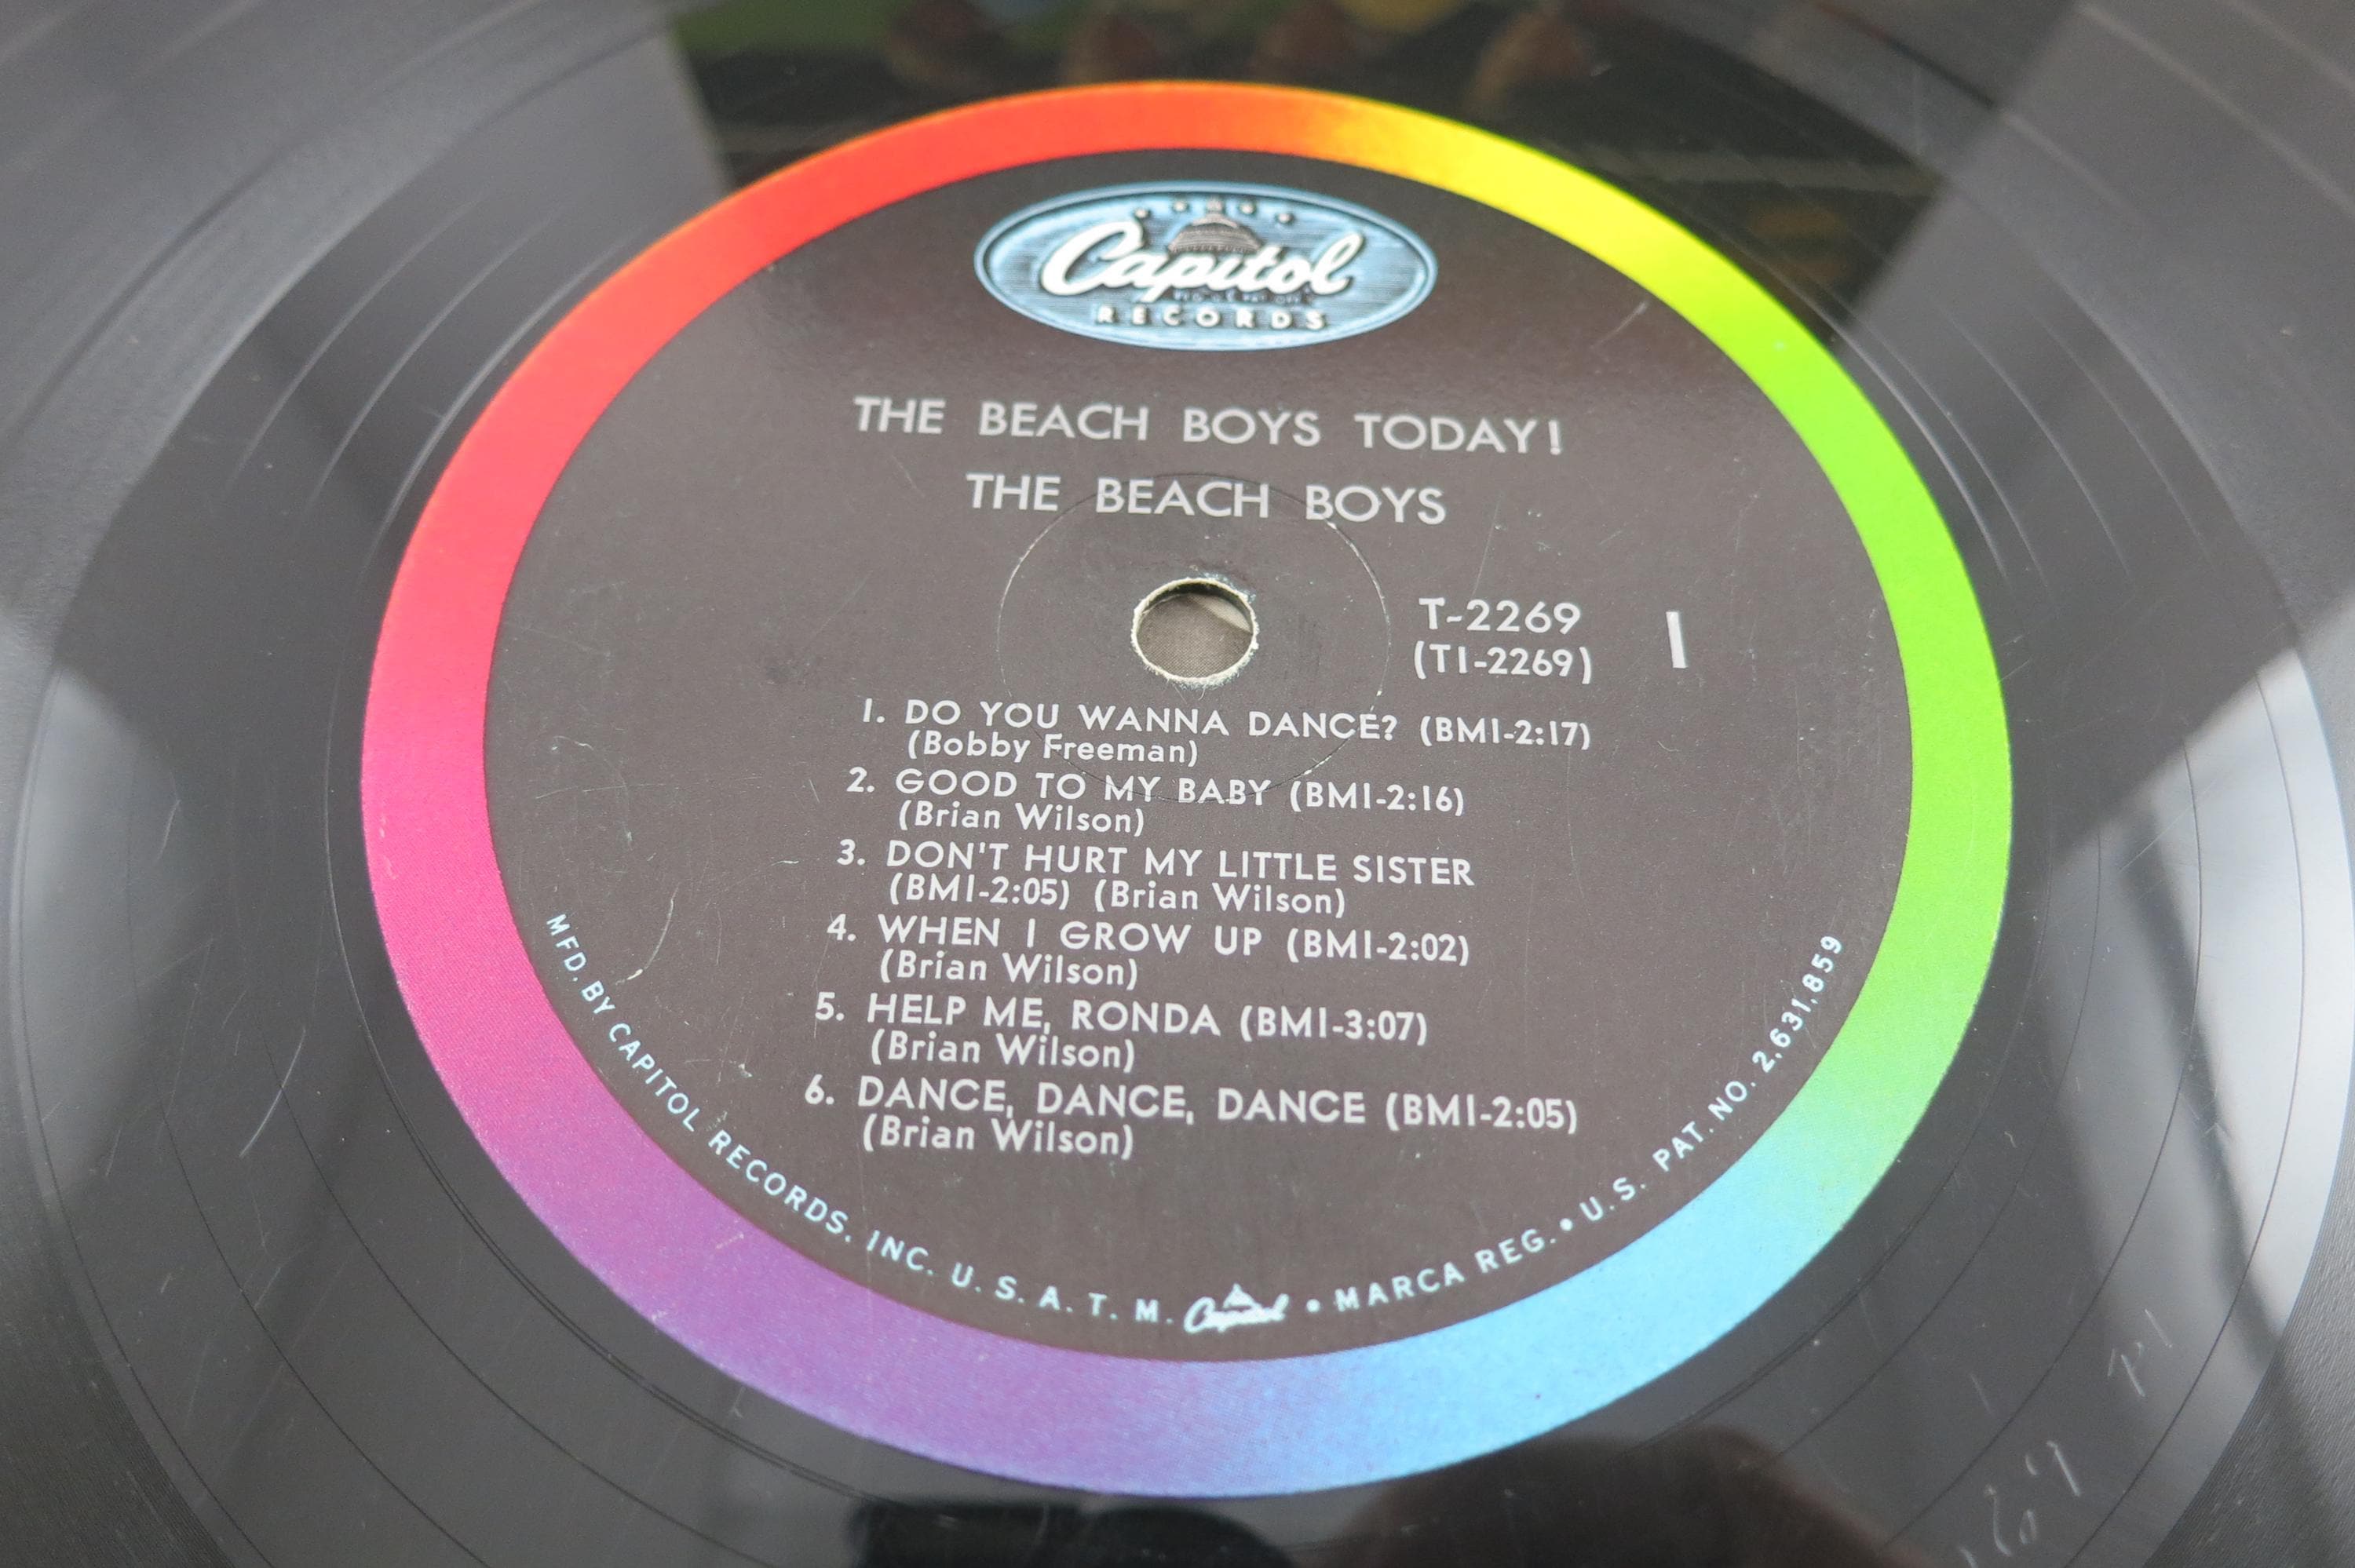 Capitol
RECORDS
THE BEACH BOYS TODAY!
THE BEACH BOYS
T-2269
(T1-2269)
1
1. DO YOU WANNA DANCE? (BMI-2:17)
(Bobby Freeman)
2. GOOD TO MY BABY (BMI-2:16)
(Brian Wilson)
3. DON'T HURT MY LITTLE SISTER
(BMI-2:05) (Brian Wilson)
4. WHEN I GROW UP (BMI-2:02)
(Brian Wilson)
5. HELP ME, RONDA (BMI-3:07)
(Brian Wilson)
6. DANCE, DANCE, DANCE (BMI-2:05)
(Brian Wilson)
MFD. BY CAPITOL RECORDS, INC. U. S. A. T. M. Capitol • MARCA REG. • U.S. PAT. NO. 2,631,859